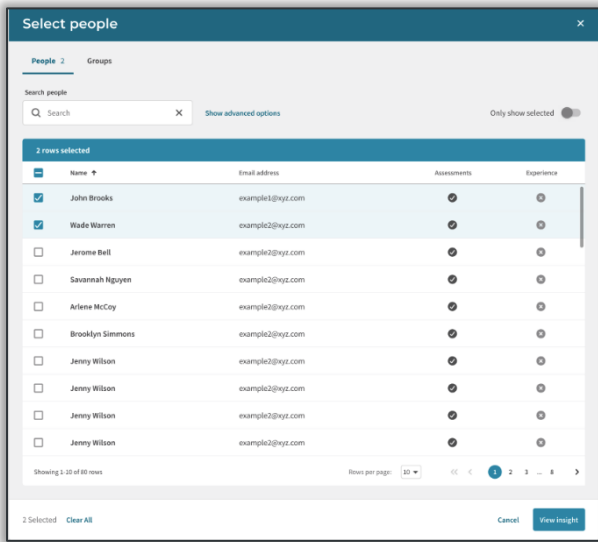 Select people
People 2 Groups
Search people
Search Show advanced options Only show selected
2 rows selected
Name Email address Assessments Experience
John Brooks example1@xyz.com
Wade Warren example2@xyz.com
Jerome Bell example2@xyz.com
Savannah Nguyen example2@xyz.com
Arlene McCoy example2@xyz.com
Brooklyn Simmons example2@xyz.com
Jenny Wilson example2@xyz.com
Jenny Wilson example2@xyz.com
Jenny Wilson example2@xyz.com
Jenny Wilson example2@xyz.com
Showing 1-10 of 80 rows Rows per page: 10 1 2 3 ... 8
2 Selected Clear All Cancel View insight